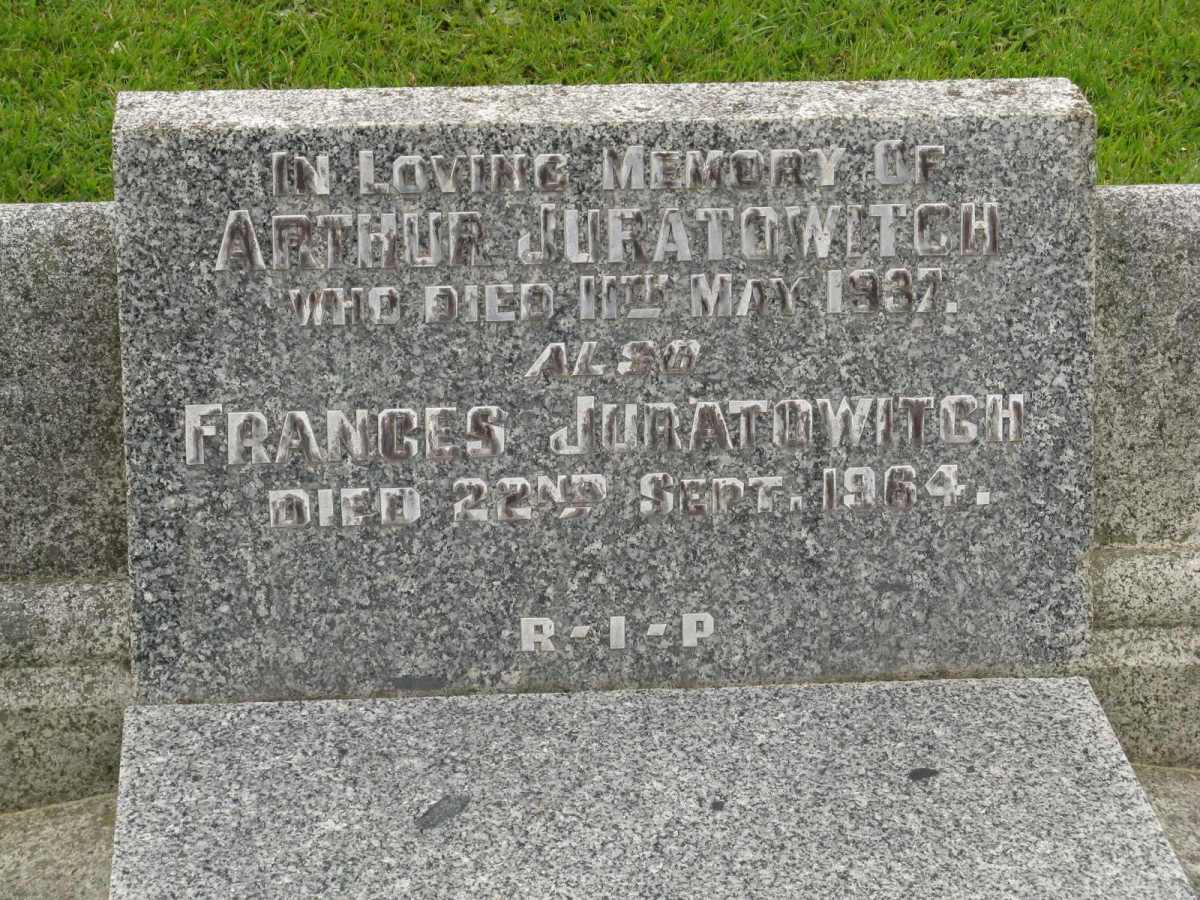 IN LOVING MEMORY OF
ARTHUR JURATOWITCH
WHO DIED 11TH MAY 1937.
ALSO
FRANCES JURATOWITCH
DIED 22ND SEPT. 1964.
R-I-P